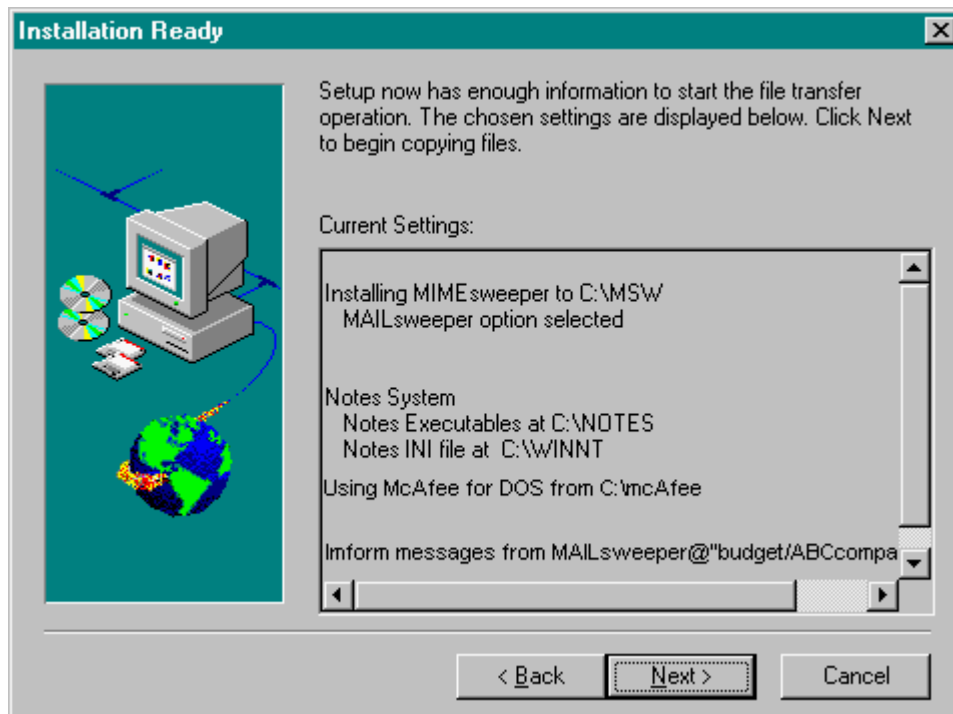 Installation Ready
Setup now has enough information to start the file transfer
operation. The chosen settings are displayed below. Click Next
to begin copying files.
Current Settings:
Installing MIMEsweeper to C:\MSW
MAILsweeper option selected
Notes System
Notes Executables at C:\NOTES
Notes INI file at  C:\WINNT
Using McAfee for DOS from C:\mcAfee
Imform messages from MAILsweeper@"budget/ABCcompa
< Back
Next >
Cancel